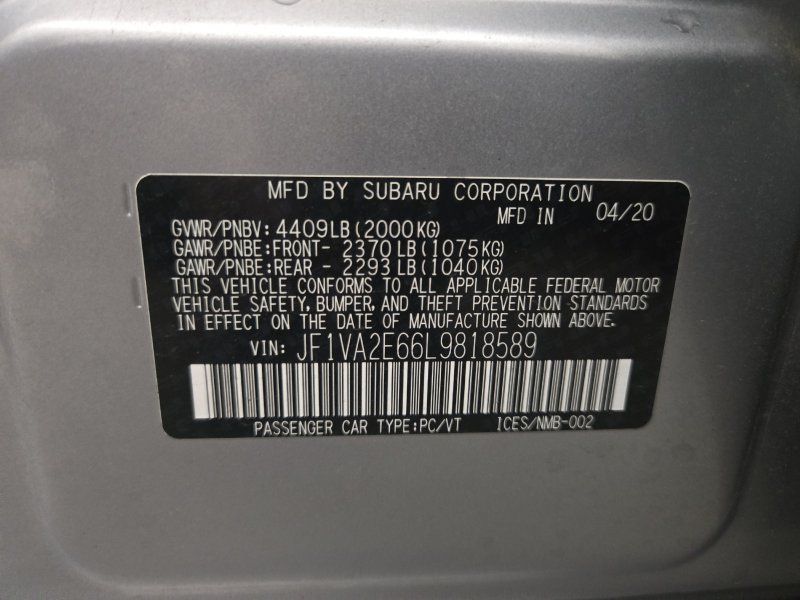 MFD BY SUBARU CORPORATION
MFD IN 04/20
GVWR/PNBV: 4409LB(2000KG)
GAWR/PNBE:FRONT- 2370LB(1075KG)
GAWR/PNBE:REAR - 2293LB(1040KG)
THIS VEHICLE CONFORMS TO ALL APPLICABLE FEDERAL MOTOR
VEHICLE SAFETY, BUMPER, AND THEFT PREVENTION STANDARDS
IN EFFECT ON THE DATE OF MANUFACTURE SHOWN ABOVE.
VIN: JF1VA2E66L9818589
PASSENGER CAR TYPE:PC/VT ICES/NMB-002